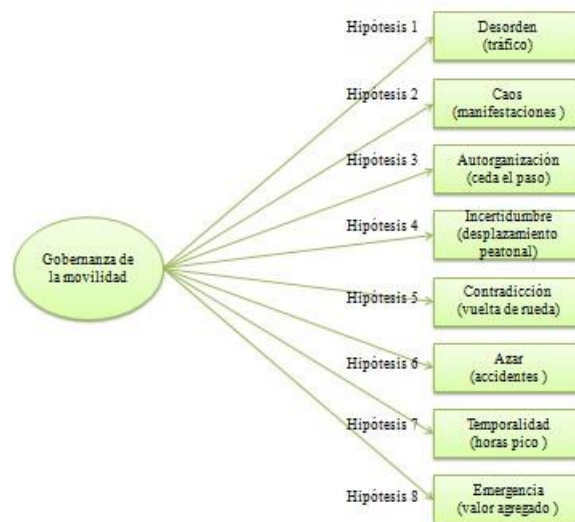 Hipótesis 1
Desorden
(tráfico)
Hipótesis 2
Caos
(manifestaciones )
Hipótesis 3
Autorganización
(ceda el paso)
Hipótesis 4
Incertidumbre
(desplazamiento
peatonal)
Gobernanza de
la movilidad
Hipótesis 5
Contradicción
(vuelta de rueda)
Hipótesis 6
Azar
(accidentes )
Hipótesis 7
Temporalidad
(horas pico )
Hipótesis 8
Emergencia
(valor agregado )